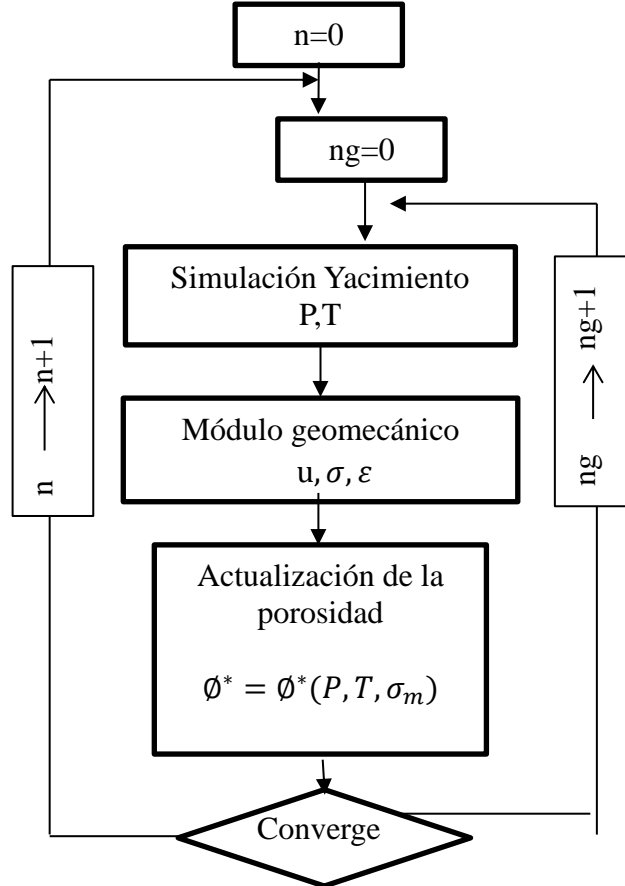 n=0
ng=0
Simulación Yacimiento
P,T
n → n+1
ng → ng+1
Módulo geomecánico
u, σ, ε
Actualización de la
porosidad
∅* = ∅*(P, T, σₘ)
Converge